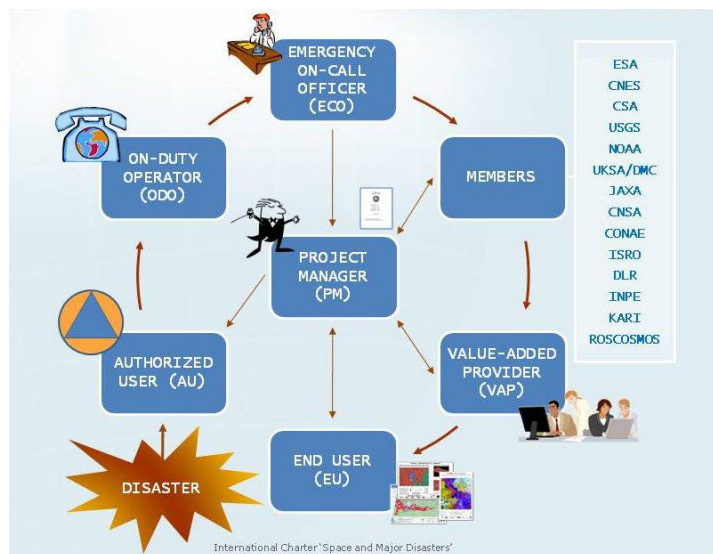 EMERGENCY
ON-CALL
OFFICER
(ECO)
ON-DUTY
OPERATOR
(ODO)
MEMBERS
ESA
CNES
CSA
USGS
NOAA
UKSA/DMC
JAXA
CNSA
CONAE
ISRO
DLR
INPE
KARI
ROSCOSMOS
PROJECT
MANAGER
(PM)
AUTHORIZED
USER (AU)
VALUE-ADDED
PROVIDER
(VAP)
DISASTER
END USER
(EU)
International Charter‘Space and Major Disasters’